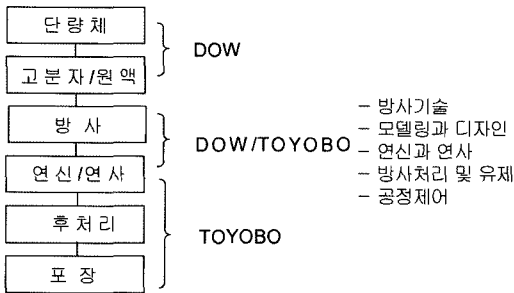 단 량 체
DOW
고 분 자 /원 액
방 사
DOW/TOYOBO
- 방사기술
- 모델링과 디자인
- 연신과 연사
- 방사처리 및 유제
- 공정제어
연 신 /연 사
후 처 리
TOYOBO
포 장